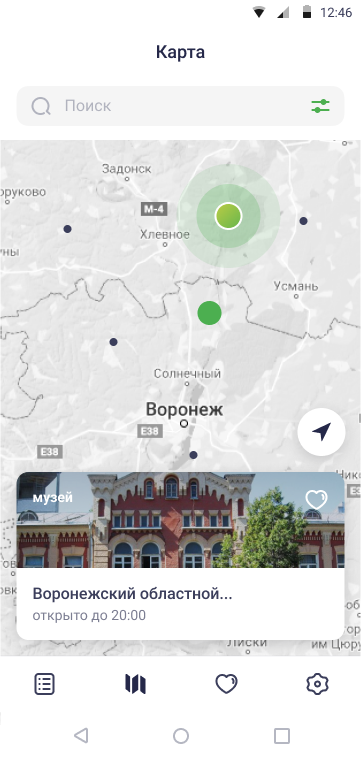 12:46
Карта
Поиск
Задонск
М-4
Хлевное
Усмань
Солнечный
Воронеж
E38
E38
музей
Воронежский областной...
открыто до 20:00
Лиски
им Цюру